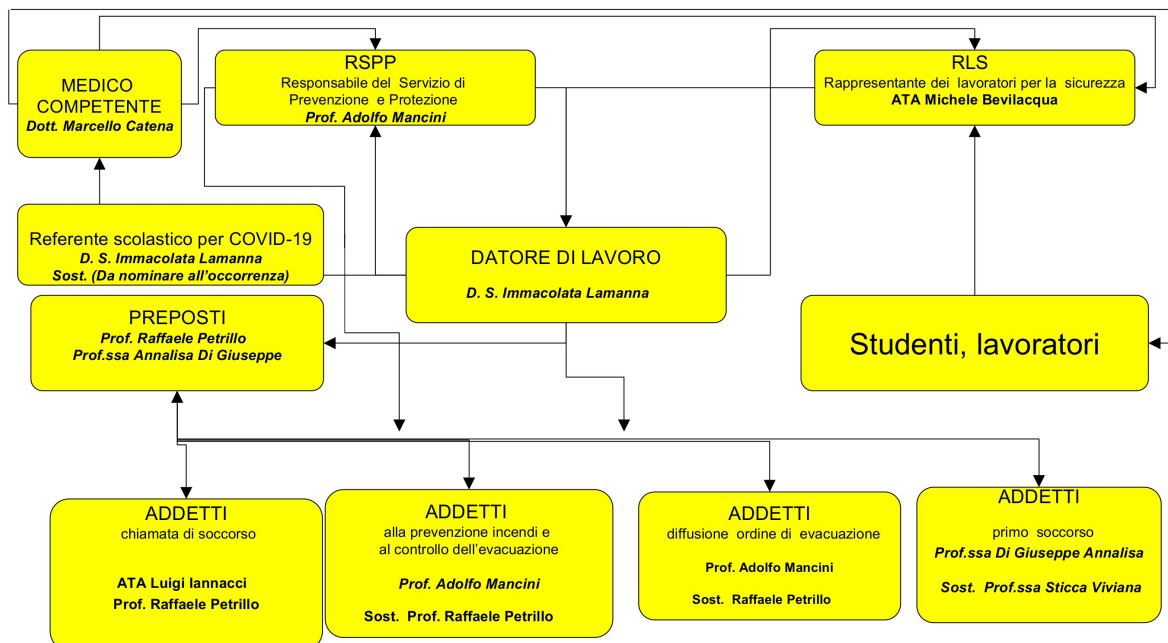 MEDICO
COMPETENTE
Dott. Marcello Catena
RSPP
Responsabile del Servizio di
Prevenzione e Protezione
Prof. Adolfo Mancini
RLS
Rappresentante dei lavoratori per la sicurezza
ATA Michele Bevilacqua
Referente scolastico per COVID-19
D. S. Immacolata Lamanna
Sost. (Da nominare all'occorrenza)
DATORE DI LAVORO
D. S. Immacolata Lamanna
PREPOSTI
Prof. Raffaele Petrillo
Prof.ssa Annalisa Di Giuseppe
Studenti, lavoratori
ADDETTI
chiamata di soccorso
ATA Luigi Iannacci
Prof. Raffaele Petrillo
ADDETTI
alla prevenzione incendi e
al controllo dell'evacuazione
Prof. Adolfo Mancini
Sost. Prof. Raffaele Petrillo
ADDETTI
diffusione ordine di evacuazione
Prof. Adolfo Mancini
Sost. Raffaele Petrillo
ADDETTI
primo soccorso
Prof.ssa Di Giuseppe Annalisa
Sost. Prof.ssa Sticca Viviana